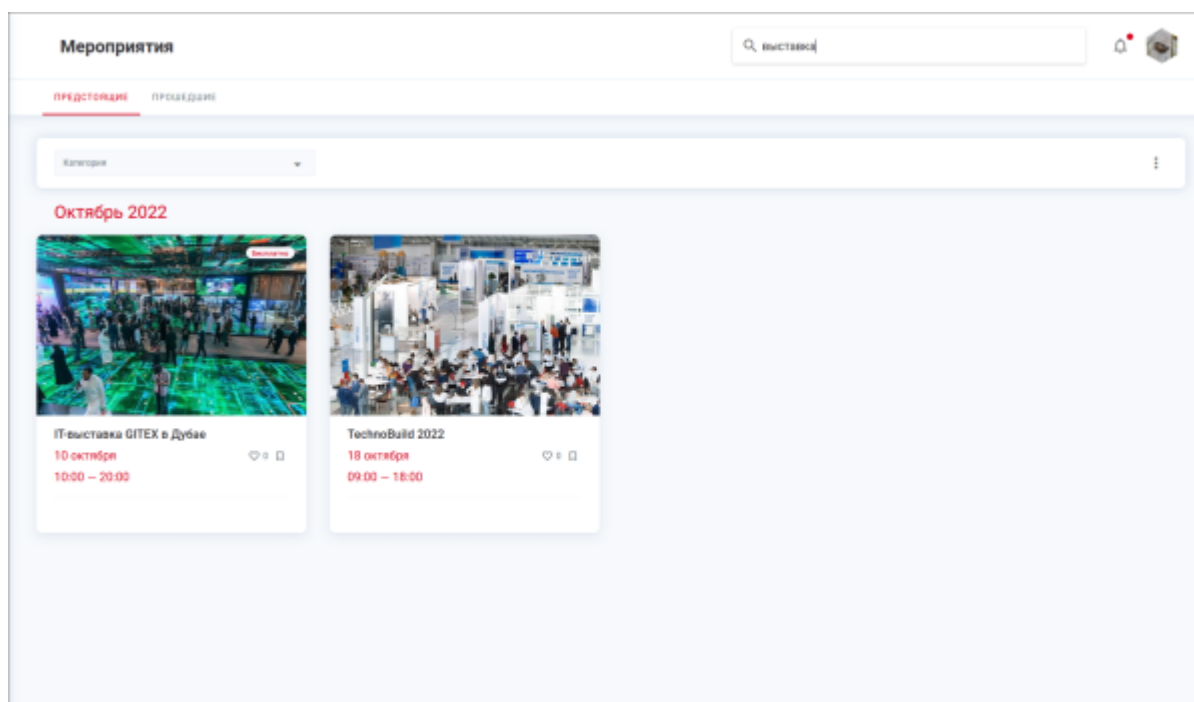 Мероприятия
выставка
ПРЕДСТОЯЩИЕ ПРОШЕДШИЕ
Категория
Октябрь 2022
Бесплатно
IT-выставка GITEX в Дубае
10 октября
0
10:00 — 20:00
TechnoBuild 2022
18 октября
0
09:00 — 18:00